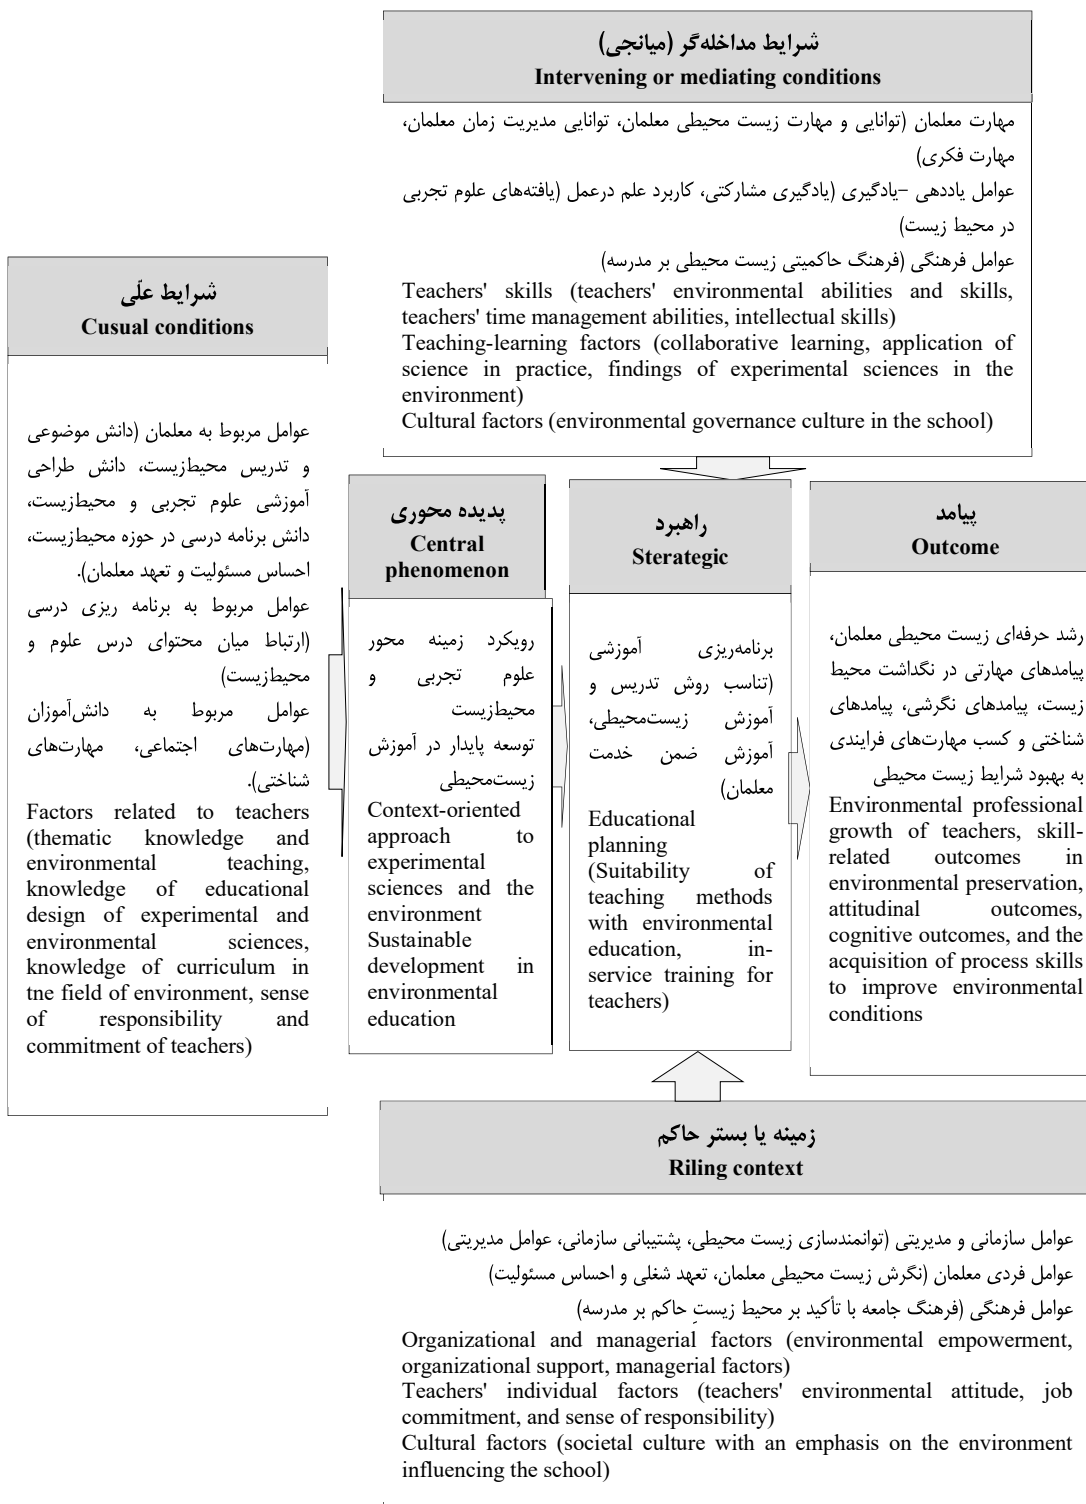 شرایط مداخله‌گر (میانجی)
Intervening or mediating conditions
مهارت معلمان (توانایی و مهارت زیست محیطی معلمان، توانایی مدیریت زمان معلمان،
مهارت فکری)
عوامل یاددهی –یادگیری (یادگیری مشارکتی، کاربرد علم درعمل (یافته‌های علوم تجربی
در محیط زیست)
عوامل فرهنگی (فرهنگ حاکمیتی زیست محیطی بر مدرسه)
Teachers' skills (teachers' environmental abilities and skills,
teachers' time management abilities, intellectual skills)
Teaching-learning factors (collaborative learning, application of
science in practice, findings of experimental sciences in the
environment)
Cultural factors (environmental governance culture in the school)
شرایط علّی
Cusual conditions
عوامل مربوط به معلمان (دانش موضوعی
و تدریس محیط‌زیست، دانش طراحی
آموزشی علوم تجربی و محیط‌زیست،
دانش برنامه درسی در حوزه محیط‌زیست،
احساس مسئولیت و تعهد معلمان).
عوامل مربوط به برنامه ریزی درسی
(ارتباط میان محتوای درس علوم و
محیط‌زیست)
عوامل مربوط به دانش‌آموزان
(مهارت‌های اجتماعی، مهارت‌های
شناختی).
Factors related to teachers
(thematic knowledge and
environmental teaching,
knowledge of educational
design of experimental and
environmental sciences,
knowledge of curriculum in
tne field of environment, sense
of responsibility and
commitment of teachers)
پدیده محوری
Central
phenomenon
رویکرد زمینه محور
علوم تجربی و
محیط‌زیست
توسعه پایدار در آموزش
زیست‌محیطی
Context-oriented
approach to
experimental
sciences and the
environment
Sustainable
development in
environmental
education
راهبرد
Sterategic
برنامه‌ریزی آموزشی
(تناسب روش تدریس و
آموزش زیست‌محیطی،
آموزش ضمن خدمت
معلمان)
Educational
planning
(Suitability of
teaching methods
with environmental
education, in-
service training for
teachers)
پیامد
Outcome
رشد حرفه‌ای زیست محیطی معلمان،
پیامدهای مهارتی در نگداشت محیط
زیست، پیامدهای نگرشی، پیامدهای
شناختی و کسب مهارت‌های فرایندی
به بهبود شرایط زیست محیطی
Environmental professional
growth of teachers, skill-
related outcomes in
environmental preservation,
attitudinal outcomes,
cognitive outcomes, and the
acquisition of process skills
to improve environmental
conditions
زمینه یا بستر حاکم
Riling context
عوامل سازمانی و مدیریتی (توانمندسازی زیست محیطی، پشتیبانی سازمانی، عوامل مدیریتی)
عوامل فردی معلمان (نگرش زیست محیطی معلمان، تعهد شغلی و احساس مسئولیت)
عوامل فرهنگی (فرهنگ جامعه با تأکید بر محیط زیستِ حاکم بر مدرسه)
Organizational and managerial factors (environmental empowerment,
organizational support, managerial factors)
Teachers' individual factors (teachers' environmental attitude, job
commitment, and sense of responsibility)
Cultural factors (societal culture with an emphasis on the environment
influencing the school)